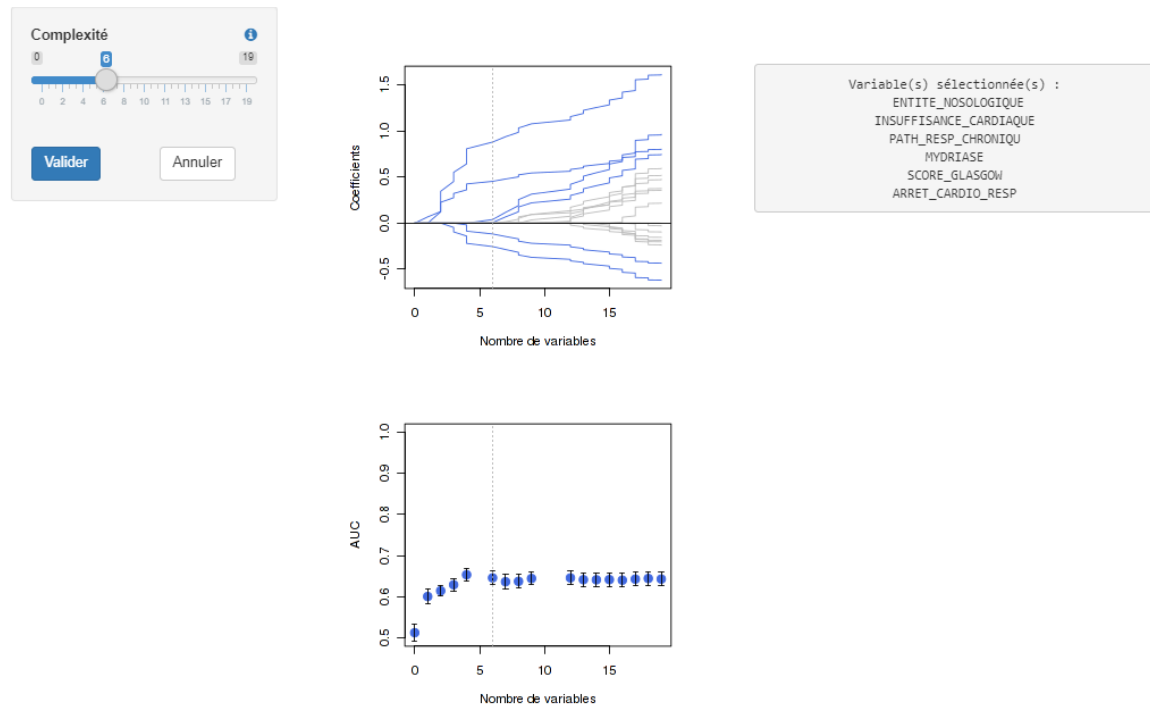 Complexité
0 6 19
0 2 4 6 8 10 11 13 15 17 19
Valider Annuler
Coefficients
1.5
1.0
0.5
0.0
-0.5
0 5 10 15
Nombre de variables
Variable(s) sélectionnée(s) :
ENTITE_NOSOLOGIQUE
INSUFFISANCE_CARDIAQUE
PATH_RESP_CHRONIQU
MYDRIASE
SCORE_GLASGOW
ARRET_CARDIO_RESP
AUC
1.0
0.9
0.8
0.7
0.6
0.5
0 5 10 15
Nombre de variables